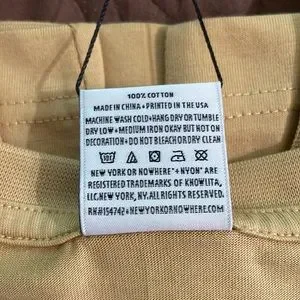 100% COTTON
MADE IN CHINA + PRINTED IN THE USA
MACHINE WASH COLD + HANG DRY OR TUMBLE
DRY LOW + MEDIUM IRON OKAY BUT NOT ON
DECORATION + DO NOT BLEACH OR DRY CLEAN
NEW YORK OR NOWHERE" + NYON" ARE
REGISTERED TRADEMARKS OF KNOWLITA,
LLC. NEW YORK, NY. ALL RIGHTS RESERVED.
RN#154742 + NEWYORKORNOWHERE.COM